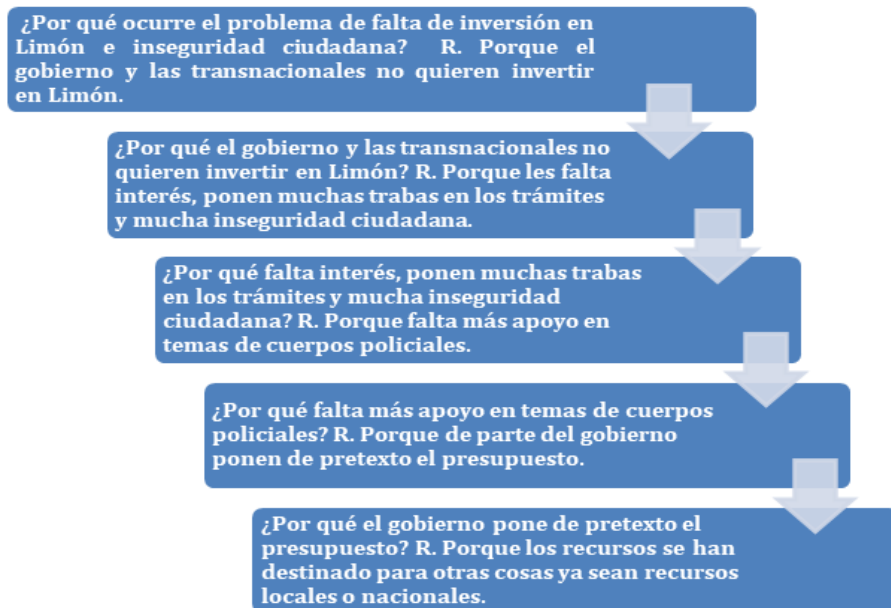 ¿Por qué ocurre el problema de falta de inversión en
Limón e inseguridad ciudadana? R. Porque el
gobierno y las transnacionales no quieren invertir
en Limón.
¿Por qué el gobierno y las transnacionales no
quieren invertir en Limón? R. Porque les falta
interés, ponen muchas trabas en los trámites
y mucha inseguridad ciudadana.
¿Por qué falta interés, ponen muchas trabas
en los trámites y mucha inseguridad
ciudadana? R. Porque falta más apoyo en
temas de cuerpos policiales.
¿Por qué falta más apoyo en temas de cuerpos
policiales? R. Porque de parte del gobierno
ponen de pretexto el presupuesto.
¿Por qué el gobierno pone de pretexto el
presupuesto? R. Porque los recursos se han
destinado para otras cosas ya sean recursos
locales o nacionales.